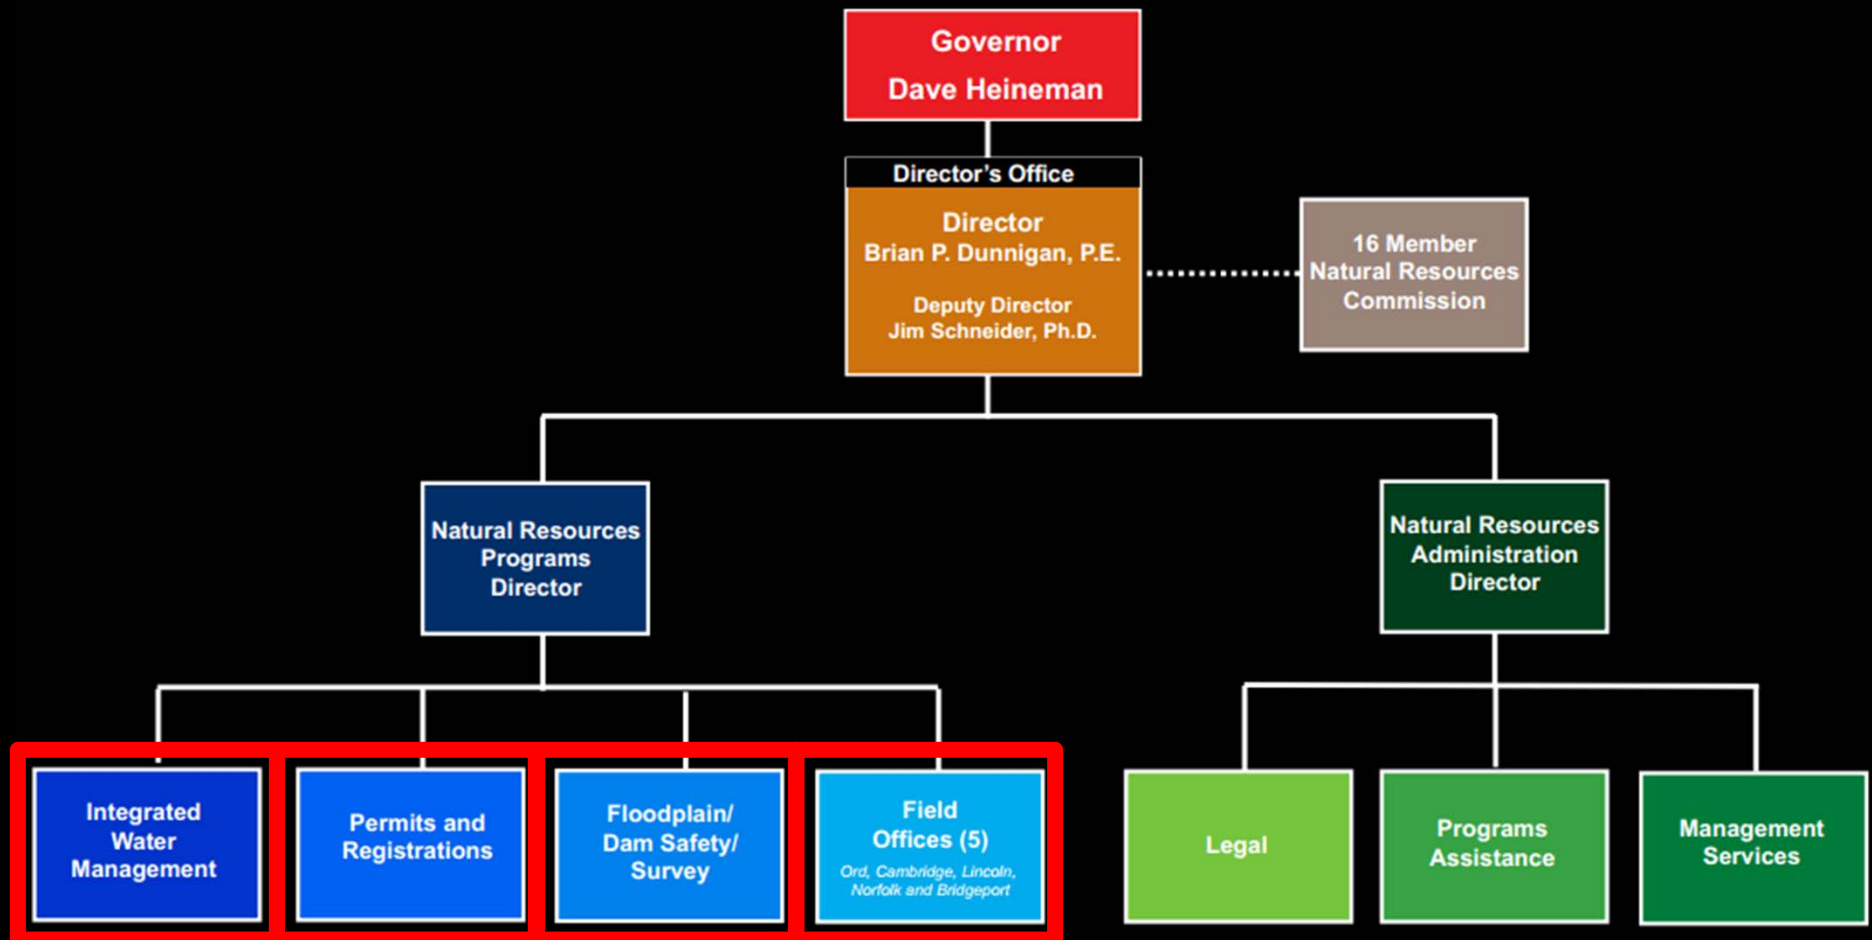 Governor
Dave Heineman
Director's Office
Director
Brian P. Dunnigan, P.E.
Deputy Director
Jim Schneider, Ph.D.
16 Member
Natural Resources
Commission
Natural Resources
Programs
Director
Natural Resources
Administration
Director
Integrated
Water
Management
Permits and
Registrations
Floodplain/
Dam Safety/
Survey
Field
Offices (5)
Ord, Cambridge, Lincoln,
Norfolk and Bridgeport
Legal
Programs
Assistance
Management
Services